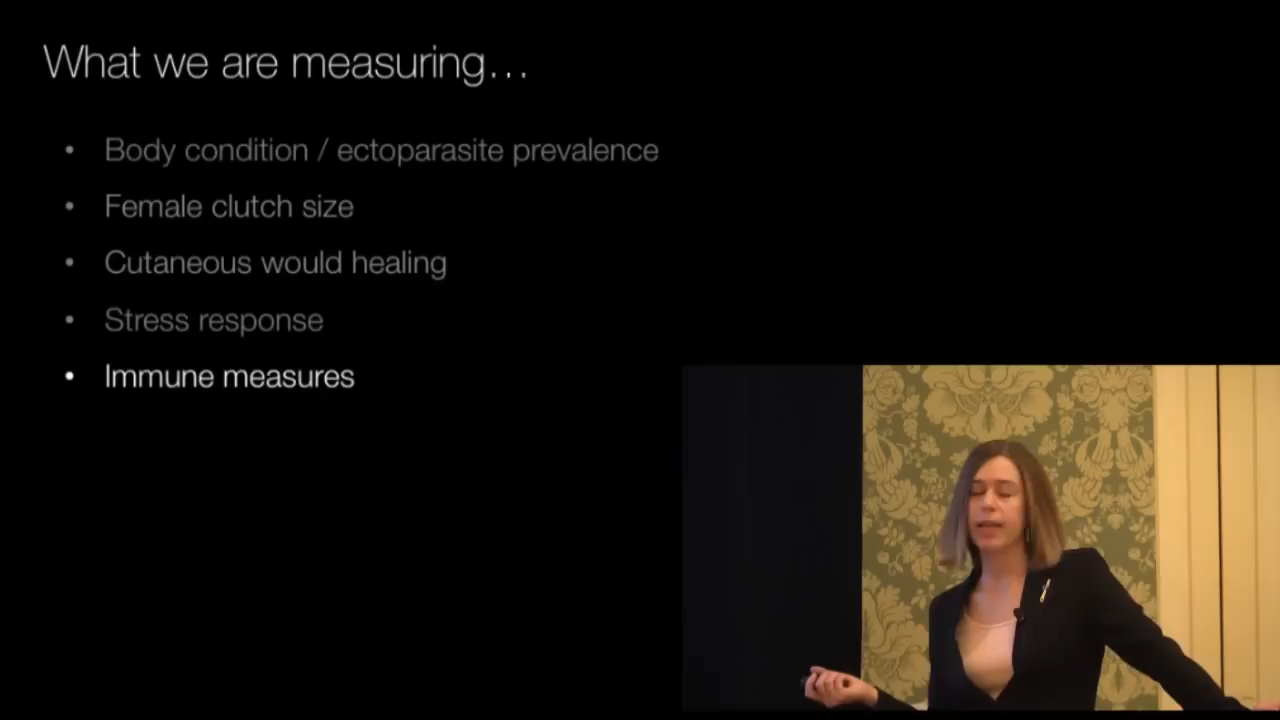 What we are measuring…
• Body condition / ectoparasite prevalence
• Female clutch size
• Cutaneous would healing
• Stress response
• Immune measures